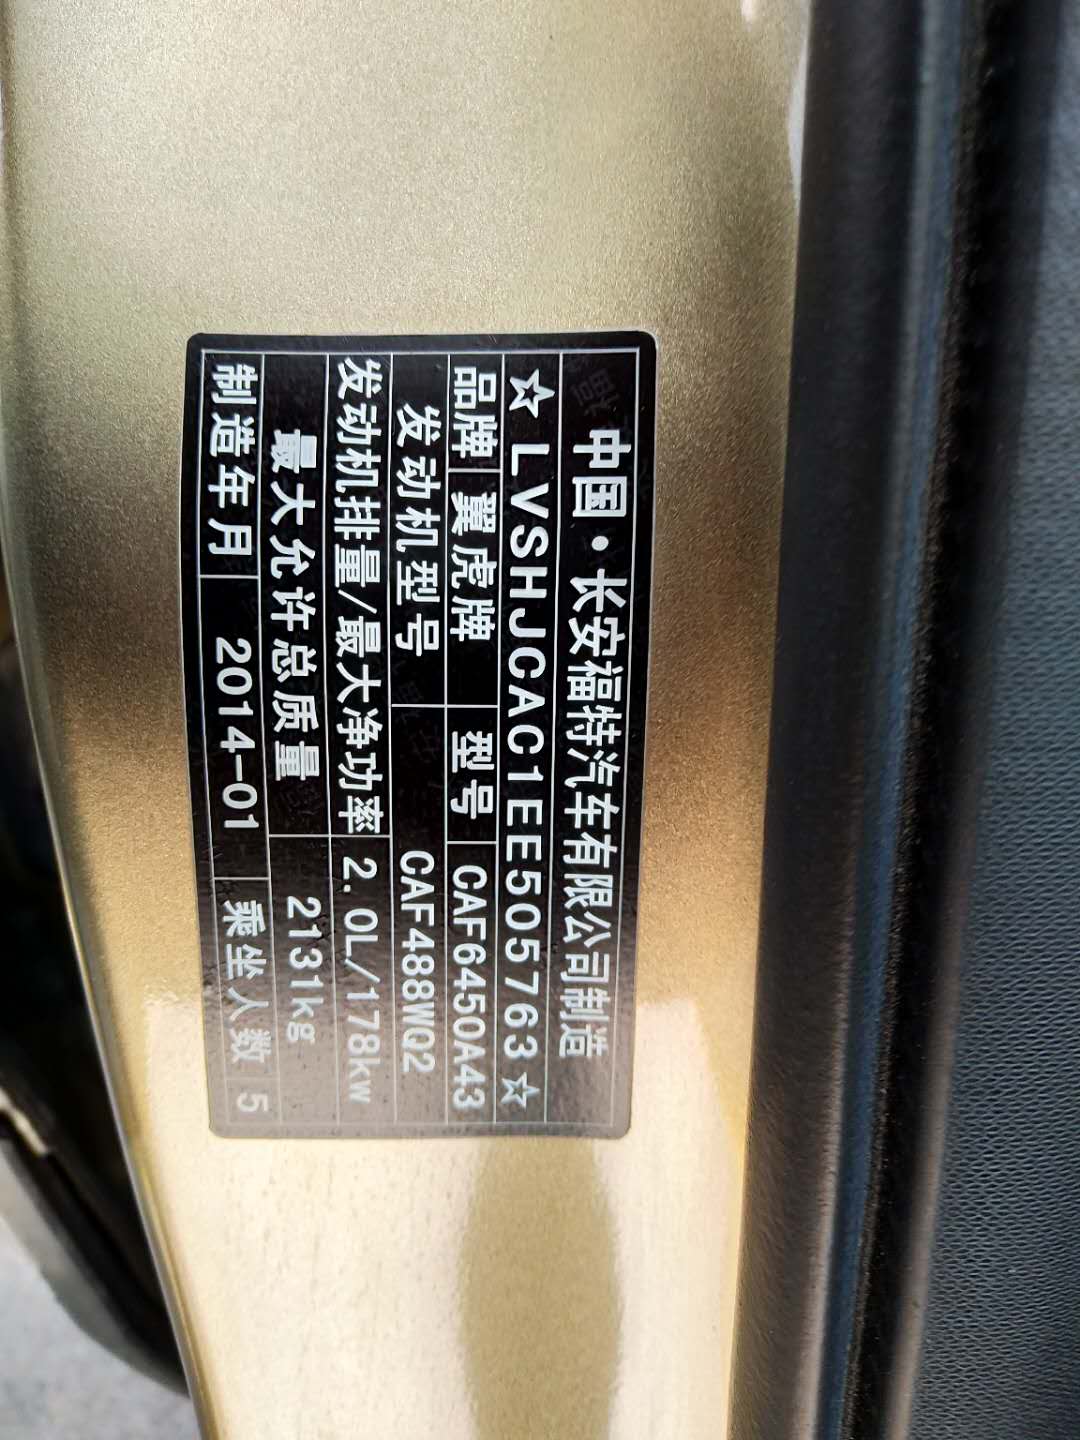 中国·长安福特汽车有限公司制造
☆LVSHJCAC1EE505763☆
品牌 翼虎牌 型号 CAF6450A43
发动机型号 CAF488WQ2
发动机排量/最大净功率 2.0L/178kw
最大允许总质量 2131kg
制造年月 2014-01 乘坐人数 5